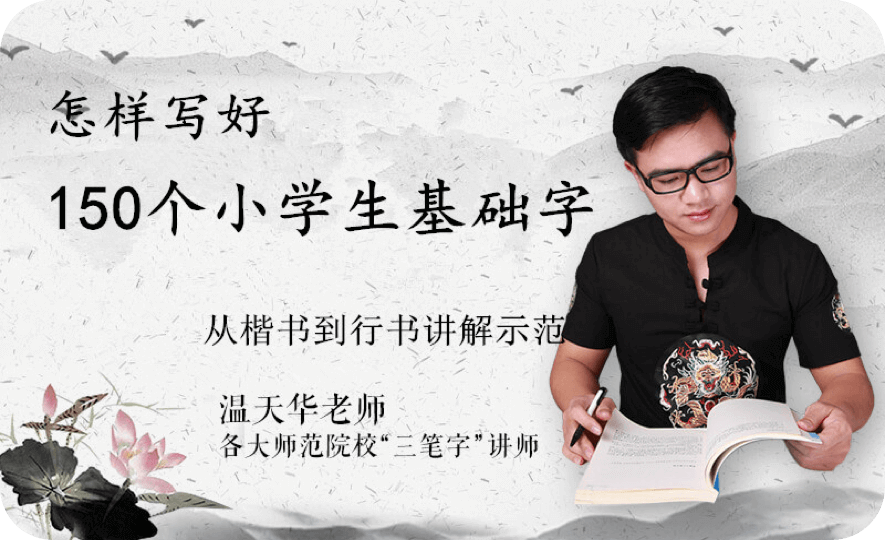 怎样写好
150个小学生基础字
从楷书到行书讲解示范
温天华老师
各大师范院校“三笔字”讲师